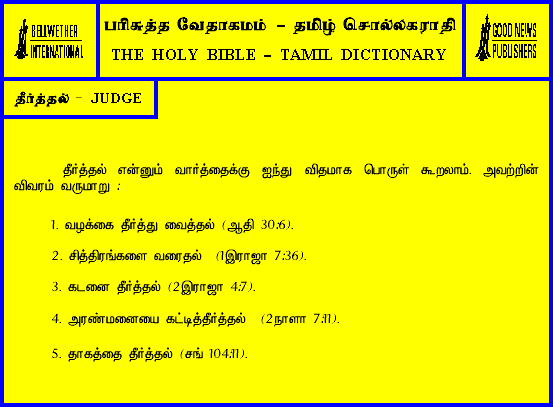 BELLWETHER
INTERNATIONAL
பரிசுத்த வேதாகமம் - தமிழ் சொல்லகராதி
THE HOLY BIBLE - TAMIL DICTIONARY
GOOD NEWS
PUBLISHERS
தீர்த்தல் - JUDGE
தீர்த்தல் என்னும் வார்த்தைக்கு ஐந்து விதமாக பொருள் கூறலாம். அவற்றின்
விவரம் வருமாறு :
1. வழக்கை தீர்த்து வைத்தல் (ஆதி 30:6).
2. சித்திரங்களை வரைதல் (1இராஜா 7:36).
3. கடனை தீர்த்தல் (2இராஜா 4:7).
4. அரண்மனையை கட்டித்தீர்த்தல் (2நாளா 7:11).
5. தாகத்தை தீர்த்தல் (சங் 104:11).